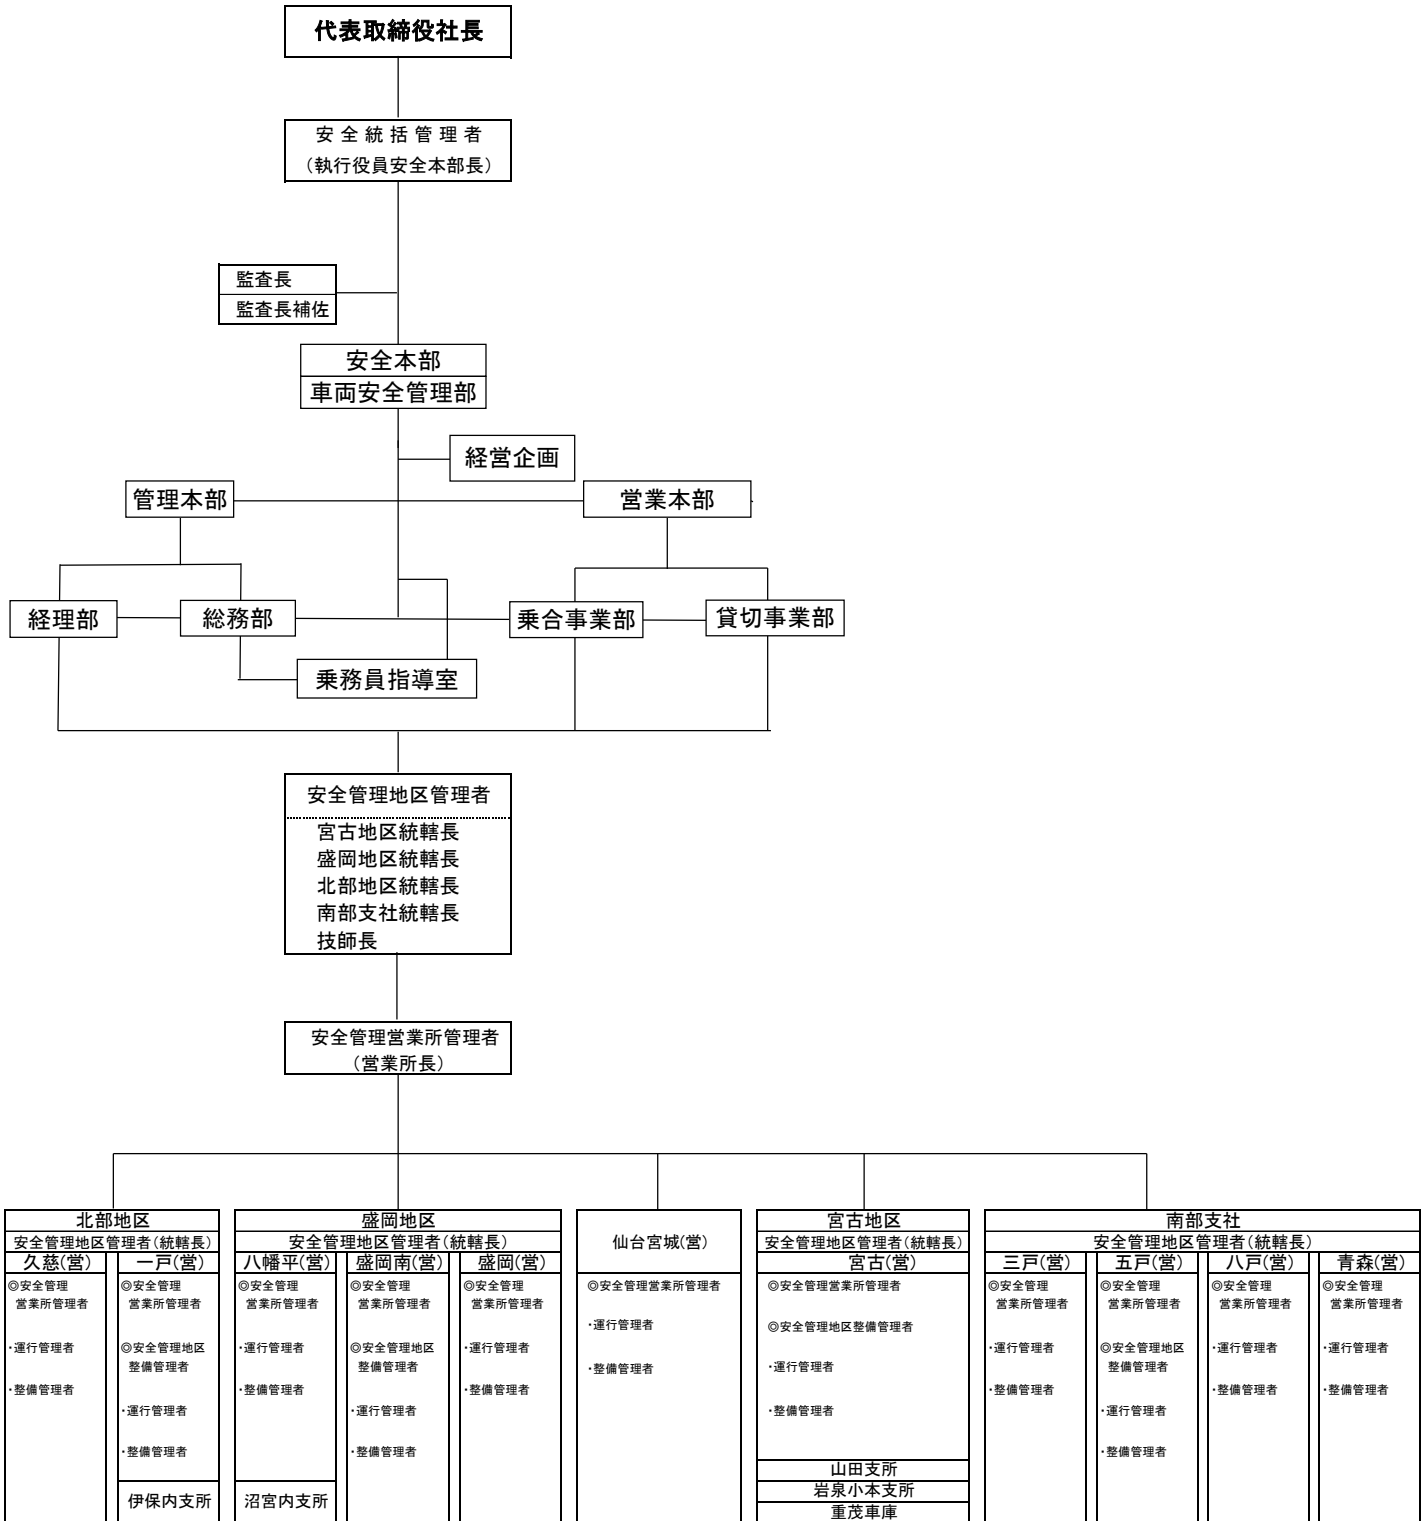 代表取締役社長
安全統括管理者
（執行役員安全本部長）
監査長
監査長補佐
安全本部
車両安全管理部
経営企画
管理本部
営業本部
経理部
総務部
乗合事業部
貸切事業部
乗務員指導室
安全管理地区管理者
宮古地区統轄長
盛岡地区統轄長
北部地区統轄長
南部支社統轄長
技師長
安全管理営業所管理者
（営業所長）
北部地区
安全管理地区管理者（統轄長）
久慈(営)
◎安全管理
営業所管理者
・運行管理者
・整備管理者
一戸(営)
◎安全管理
営業所管理者
◎安全管理地区
整備管理者
・運行管理者
・整備管理者
伊保内支所
盛岡地区
安全管理地区管理者（統轄長）
八幡平(営)
◎安全管理
営業所管理者
・運行管理者
・整備管理者
沼宮内支所
盛岡南(営)
◎安全管理
営業所管理者
◎安全管理地区
整備管理者
・運行管理者
・整備管理者
盛岡(営)
◎安全管理
営業所管理者
・運行管理者
・整備管理者
仙台宮城(営)
◎安全管理営業所管理者
・運行管理者
・整備管理者
宮古地区
安全管理地区管理者（統轄長）
宮古(営)
◎安全管理営業所管理者
◎安全管理地区整備管理者
・運行管理者
・整備管理者
山田支所
岩泉小本支所
重茂車庫
南部支社
安全管理地区管理者（統轄長）
三戸(営)
◎安全管理
営業所管理者
・運行管理者
・整備管理者
五戸(営)
◎安全管理
営業所管理者
◎安全管理地区
整備管理者
・運行管理者
・整備管理者
八戸(営)
◎安全管理
営業所管理者
・運行管理者
・整備管理者
青森(営)
◎安全管理
営業所管理者
・運行管理者
・整備管理者